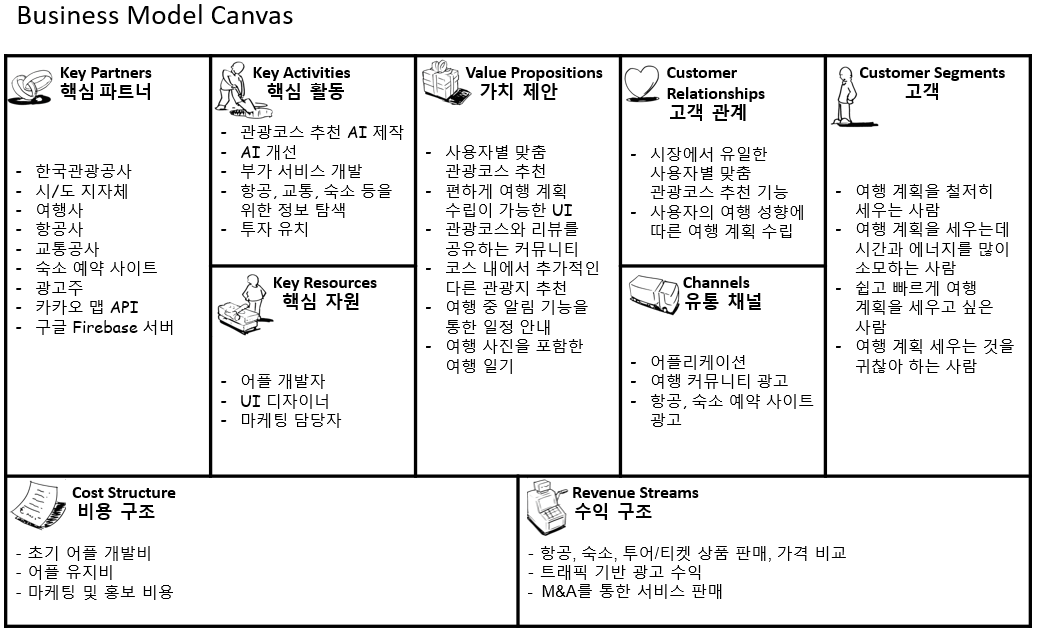 Business Model Canvas
Key Partners
핵심 파트너
- 한국관광공사
- 시/도 지자체
- 여행사
- 항공사
- 교통공사
- 숙소 예약 사이트
- 광고주
- 카카오 맵 API
- 구글 Firebase 서버
Key Activities
핵심 활동
- 관광코스 추천 AI 제작
- AI 개선
- 부가 서비스 개발
- 항공, 교통, 숙소 등을
위한 정보 탐색
- 투자 유치
Key Resources
핵심 자원
- 어플 개발자
- UI 디자이너
- 마케팅 담당자
Value Propositions
가치 제안
- 사용자별 맞춤
관광코스 추천
- 편하게 여행 계획
수립이 가능한 UI
- 관광코스와 리뷰를
공유하는 커뮤니티
- 코스 내에서 추가적인
다른 관광지 추천
- 여행 중 알림 기능을
통한 일정 안내
- 여행 사진을 포함한
여행 일기
Customer
Relationships
고객 관계
- 시장에서 유일한
사용자별 맞춤
관광코스 추천 기능
- 사용자의 여행 성향에
따른 여행 계획 수립
Channels
유통 채널
- 어플리케이션
- 여행 커뮤니티 광고
- 항공, 숙소 예약 사이트
광고
Customer Segments
고객
- 여행 계획을 철저히
세우는 사람
- 여행 계획을 세우는데
시간과 에너지를 많이
소모하는 사람
- 쉽고 빠르게 여행
계획을 세우고 싶은
사람
- 여행 계획 세우는 것을
귀찮아 하는 사람
Cost Structure
비용 구조
- 초기 어플 개발비
- 어플 유지비
- 마케팅 및 홍보 비용
Revenue Streams
수익 구조
- 항공, 숙소, 투어/티켓 상품 판매, 가격 비교
- 트래픽 기반 광고 수익
- M&A를 통한 서비스 판매